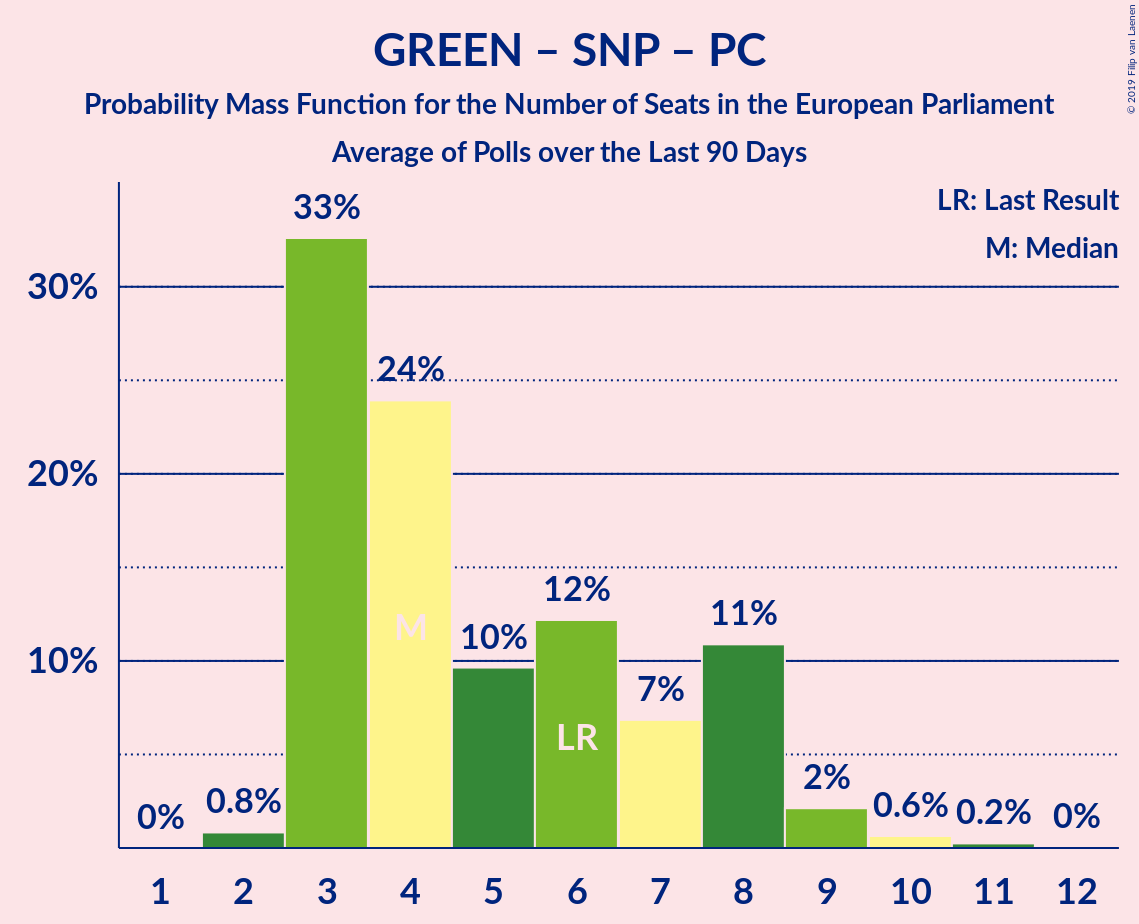 GREEN – SNP – PC
Probability Mass Function for the Number of Seats in the European Parliament
Average of Polls over the Last 90 Days
© 2019 Filip van Laenen
LR: Last Result
M: Median
33%
30%
24%
20%
12%
11%
M
10%
10%
7%
LR
2%
0.8%
0.6%
0.2%
0%
0%
1 2 3 4 5 6 7 8 9 10 11 12